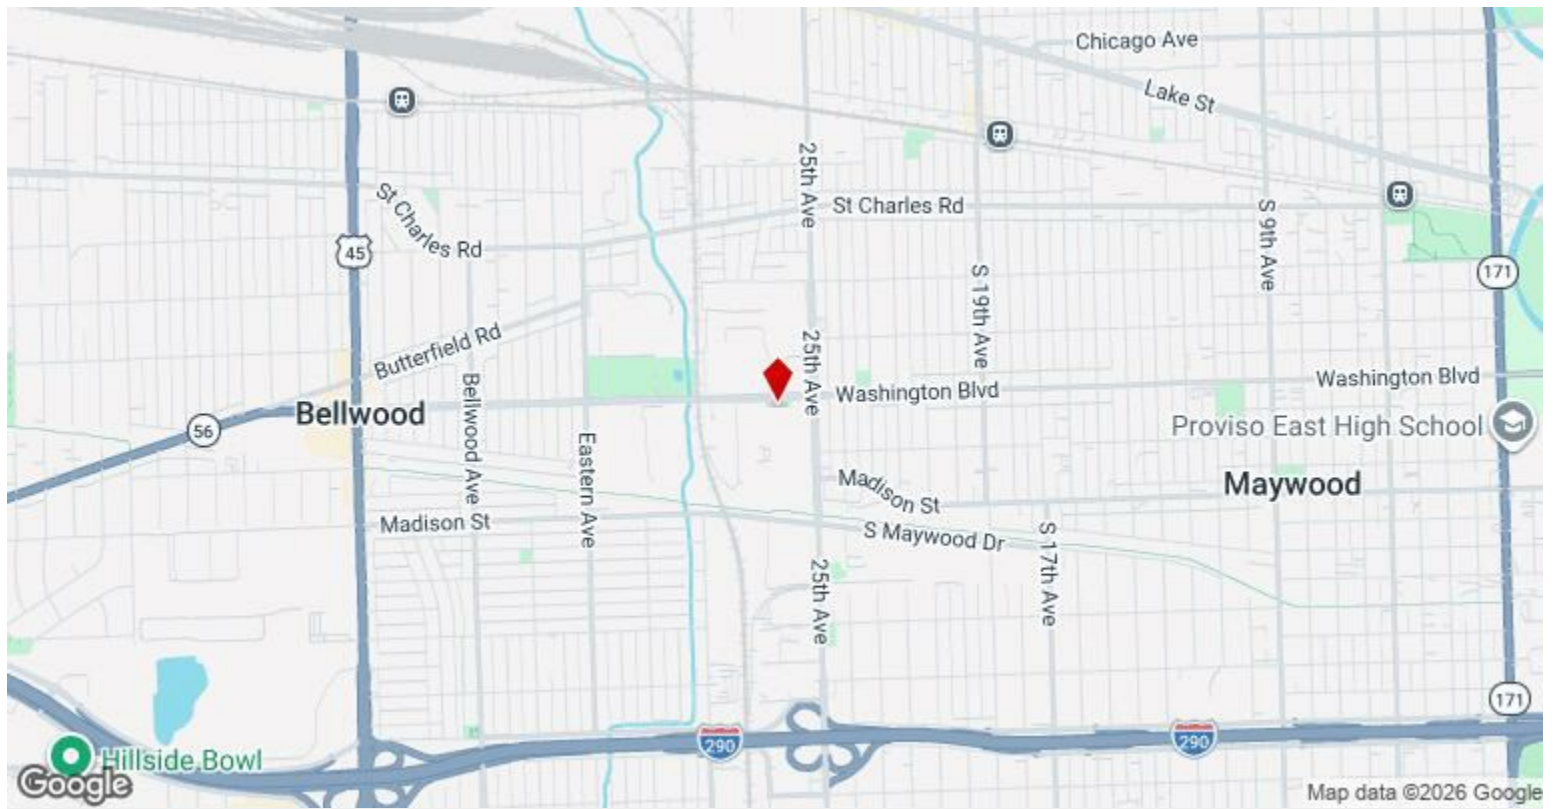 Chicago Ave
Lake St
25th Ave
St Charles Rd
St Charles Rd
S 9th Ave
45
171
S 19th Ave
Butterfield Rd
25th Ave
Washington Blvd
Washington Blvd
Bellwood Ave
Bellwood
56
Proviso East High School
Eastern Ave
Maywood
Madison St
Madison St
S Maywood Dr
S 17th Ave
25th Ave
171
290
290
Hillside Bowl
Google
Map data ©2026 Google